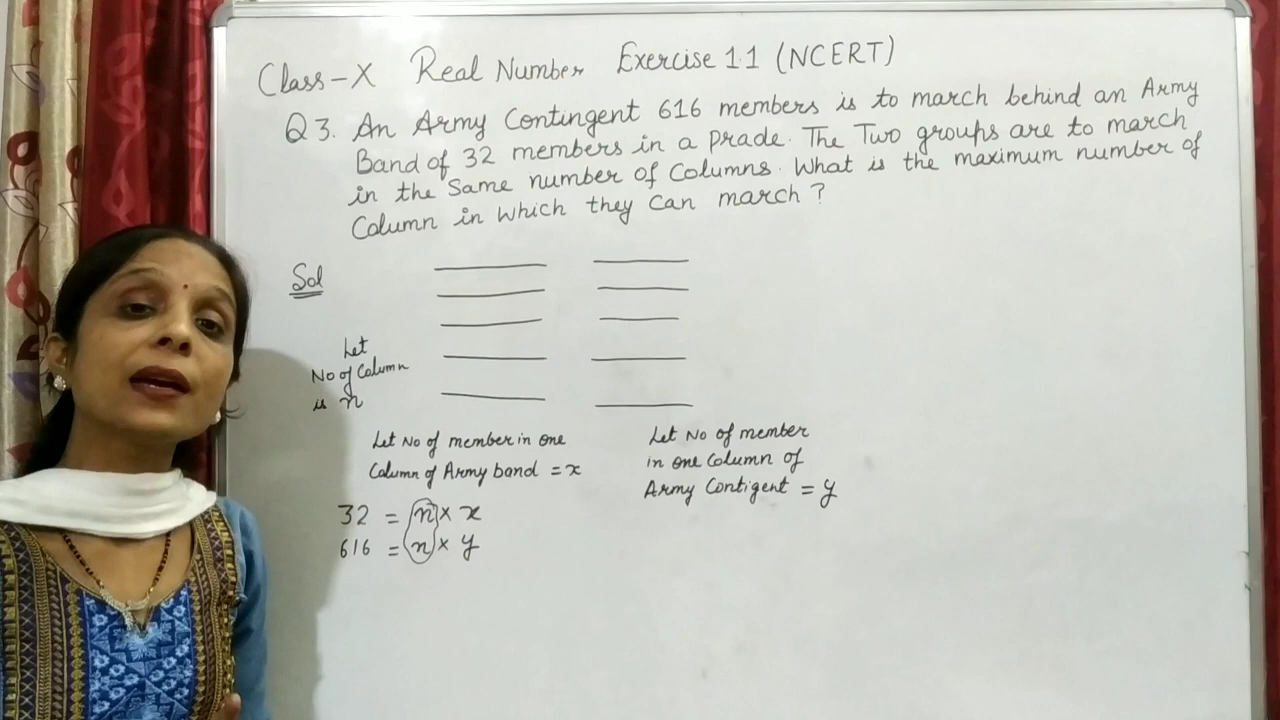 Class-X Real Number Exercise 1.1 (NCERT)
Q3. An Army Contingent 616 members is to march behind an Army
Band of 32 members in a Prade. The Two groups are to march
in the Same number of Columns. What is the maximum number of
Column in which they Can march?
Sol
Let
No of Column
is n
Let No of member in one
Column of Army band = x
Let No of member
in one Column of
Army Contigent = y
32 = n × x
616 = n × y